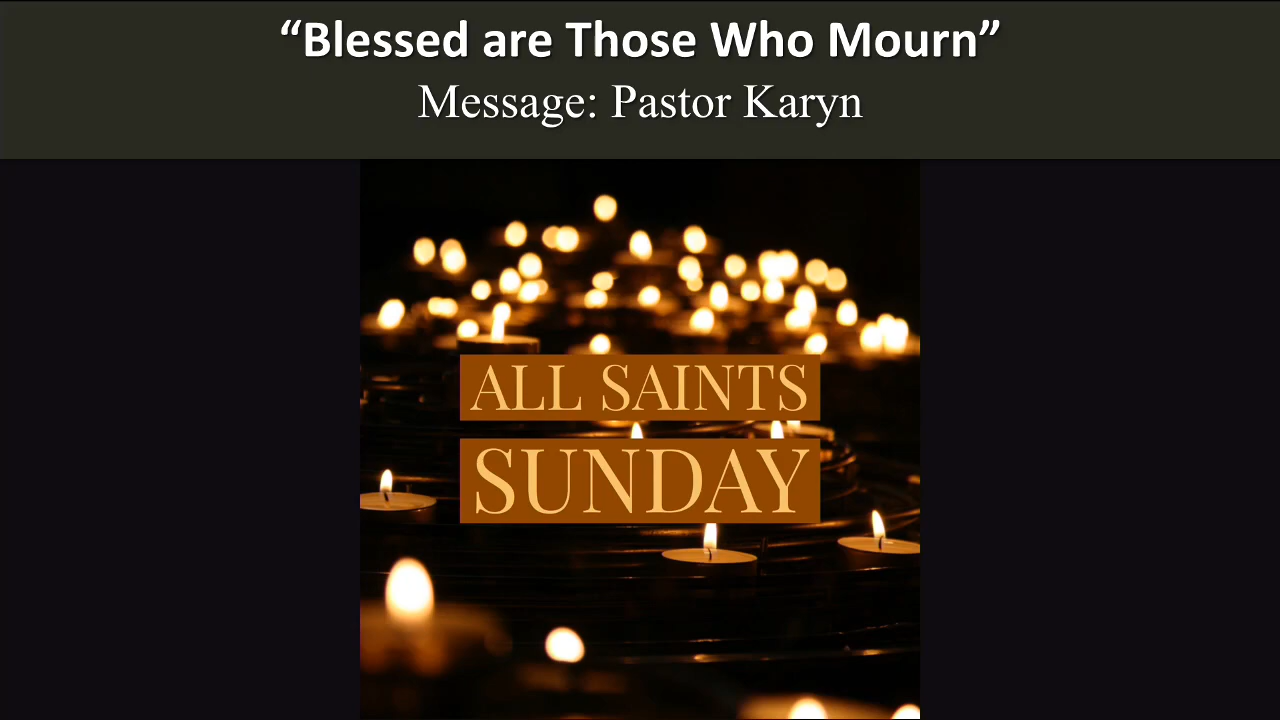 “Blessed are Those Who Mourn”
Message: Pastor Karyn
ALL SAINTS
SUNDAY